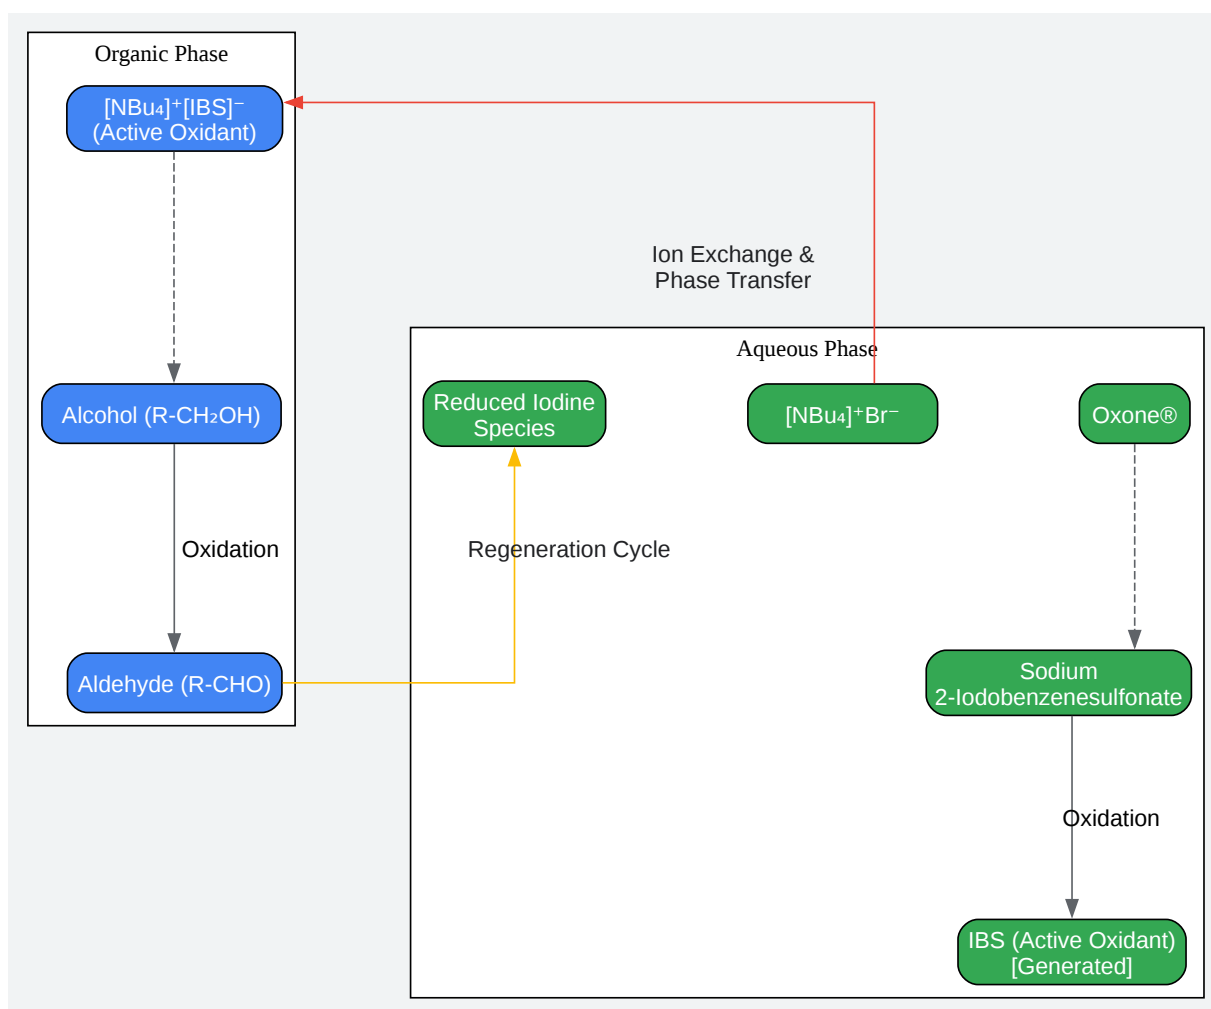 Organic Phase
[NBu₄]⁺[IBS]⁻
(Active Oxidant)
Ion Exchange &
Phase Transfer
Aqueous Phase
Alcohol (R-CH₂OH)
Reduced Iodine
Species
[NBu₄]⁺Br⁻
Oxone®
Oxidation
Regeneration Cycle
Aldehyde (R-CHO)
Sodium
2-Iodobenzenesulfonate
Oxidation
IBS (Active Oxidant)
[Generated]